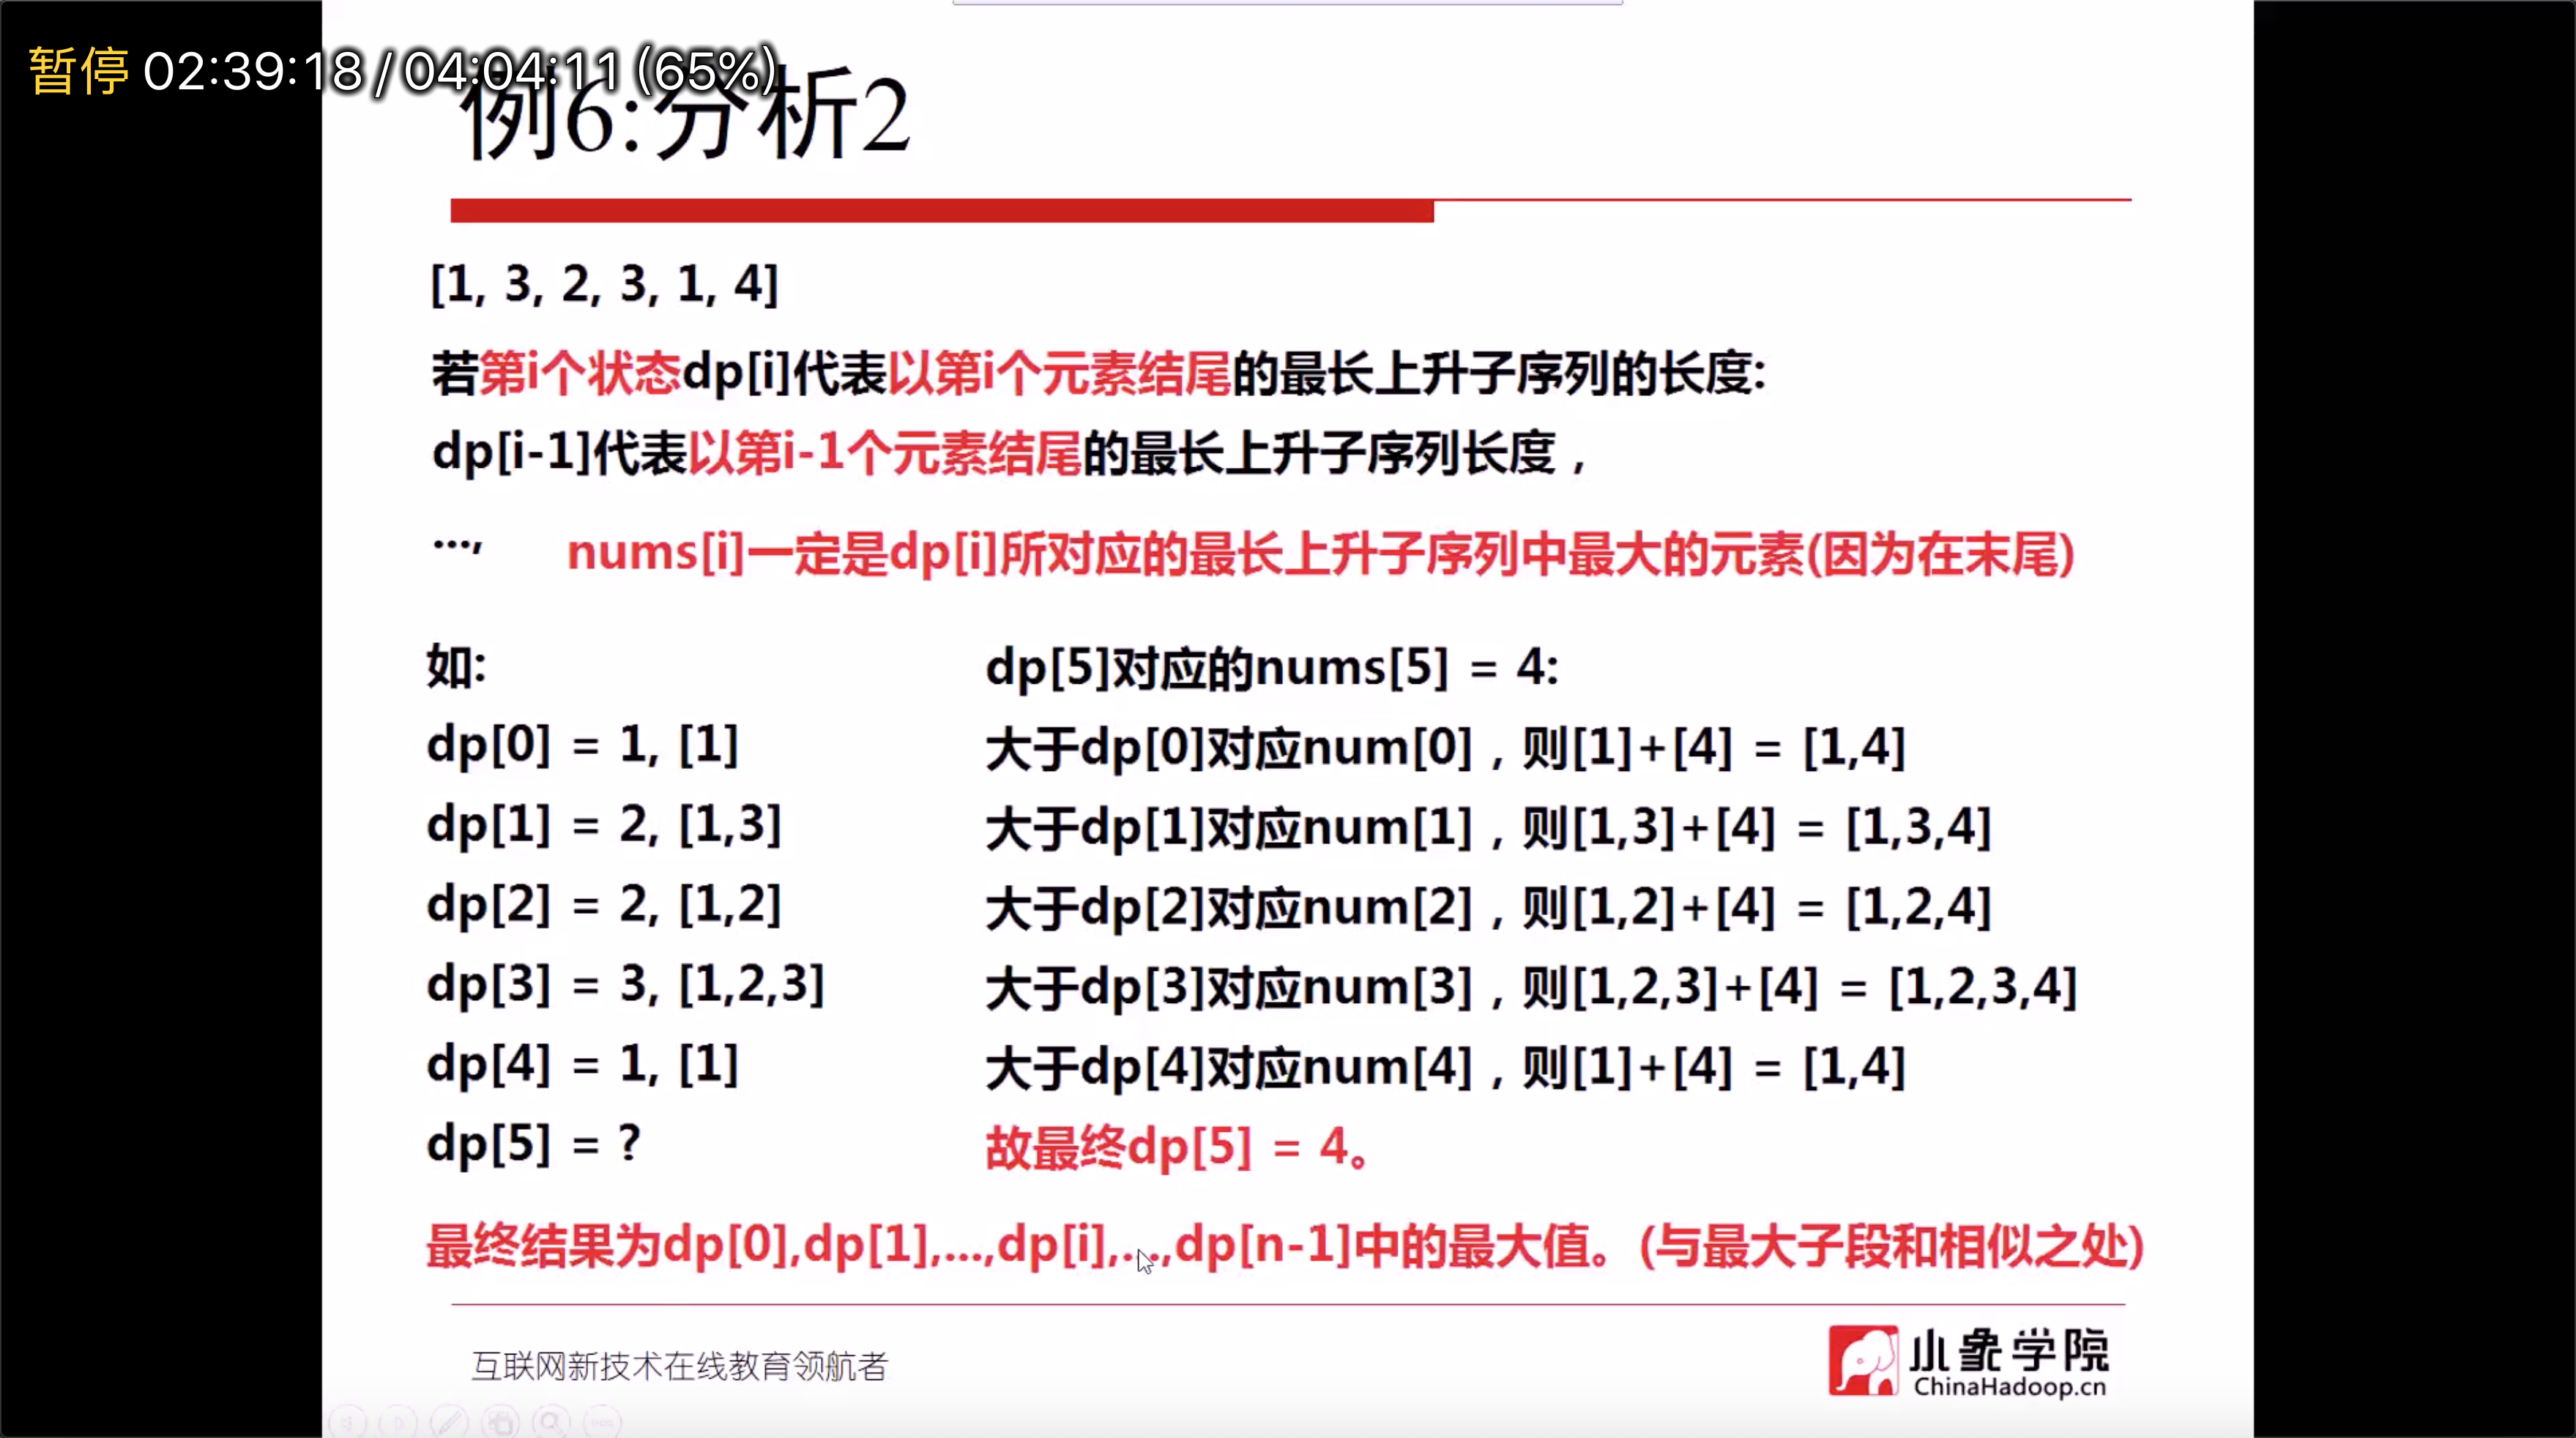 暂停 02:39:18 / 04:04:11 (65%)
例6:分析2
[1, 3, 2, 3, 1, 4]
若第i个状态dp[i]代表以第i个元素结尾的最长上升子序列的长度:
dp[i-1]代表以第i-1个元素结尾的最长上升子序列长度，
..., nums[i]一定是dp[i]所对应的最长上升子序列中最大的元素(因为在末尾)
如:
dp[0] = 1, [1]
dp[1] = 2, [1,3]
dp[2] = 2, [1,2]
dp[3] = 3, [1,2,3]
dp[4] = 1, [1]
dp[5] = ?
dp[5]对应的nums[5] = 4:
大于dp[0]对应num[0]，则[1]+[4] = [1,4]
大于dp[1]对应num[1]，则[1,3]+[4] = [1,3,4]
大于dp[2]对应num[2]，则[1,2]+[4] = [1,2,4]
大于dp[3]对应num[3]，则[1,2,3]+[4] = [1,2,3,4]
大于dp[4]对应num[4]，则[1]+[4] = [1,4]
故最终dp[5] = 4。
最终结果为dp[0],dp[1],...,dp[i],...,dp[n-1]中的最大值。(与最大子段和相似之处)
互联网新技术在线教育领航者
小象学院
ChinaHadoop.cn